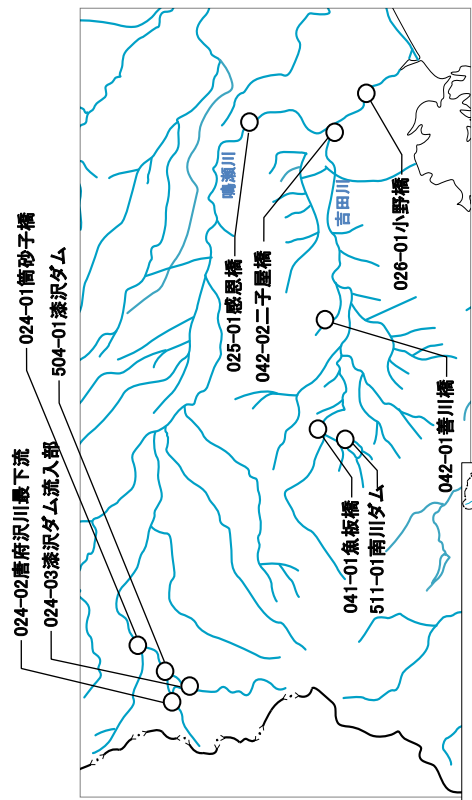 024-02唐府沢川最下流
024-01筒砂子橋
024-03漆沢ダム流入部
504-01漆沢ダム
鳴瀬川
025-01感恩橋
042-02二子屋橋
吉田川
041-01魚板橋
511-01南川ダム
026-01小野橋
042-01善川橋